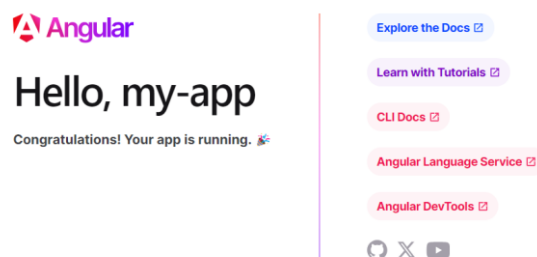 Angular
Hello, my-app
Congratulations! Your app is running. 🎉
Explore the Docs
Learn with Tutorials
CLI Docs
Angular Language Service
Angular DevTools